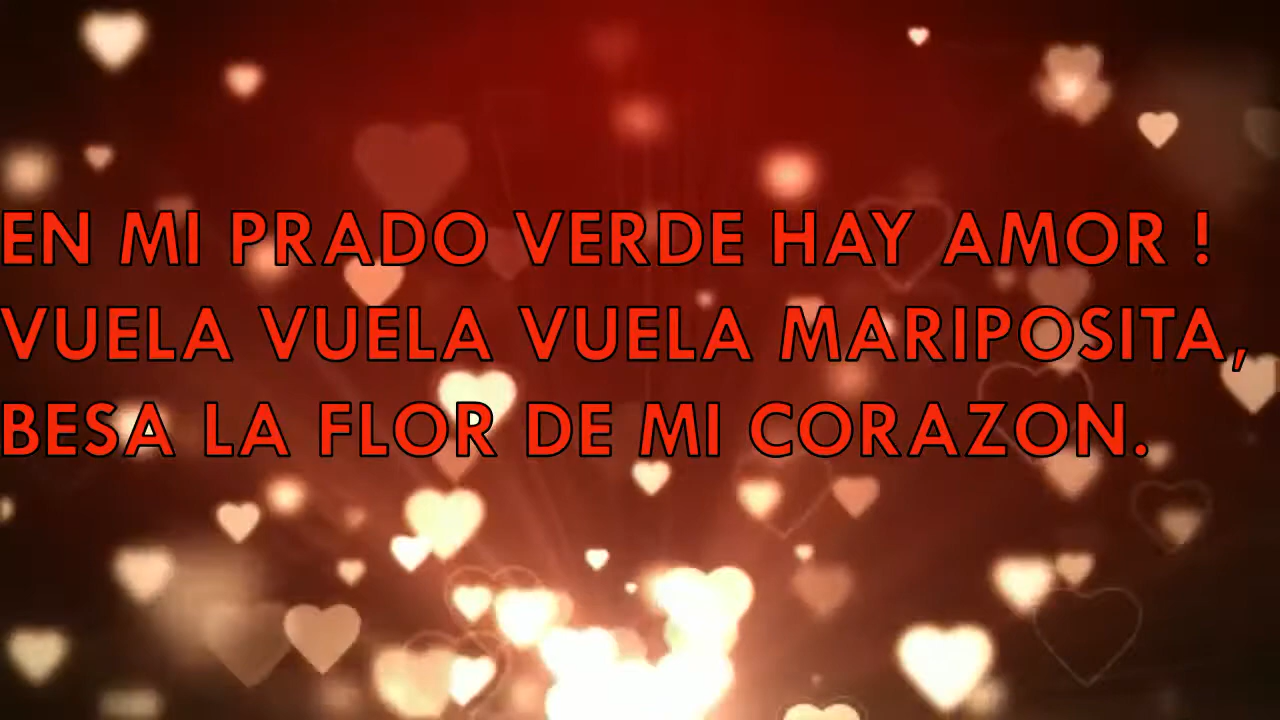 EN MI PRADO VERDE HAY AMOR !
VUELA VUELA VUELA MARIPOSITA,
BESA LA FLOR DE MI CORAZON.